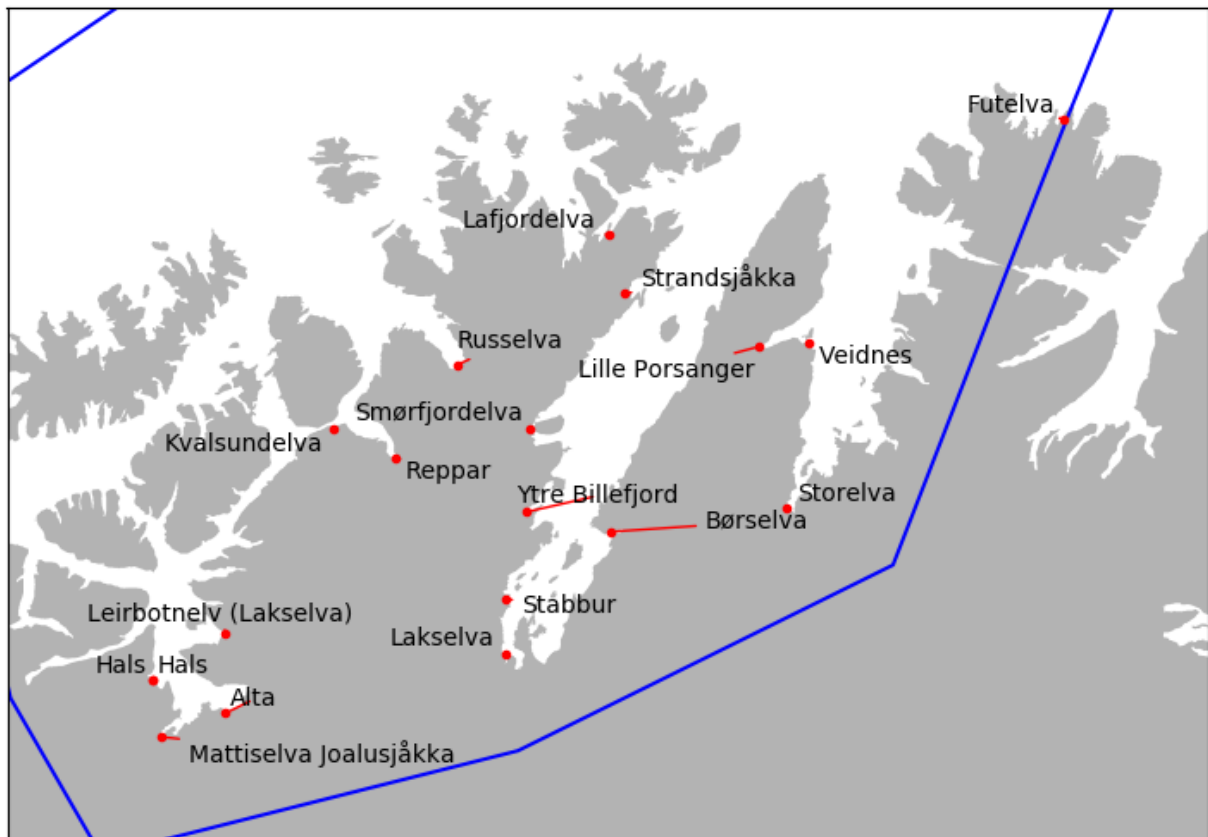 Futelva
Lafjordelva
Strandsjåkka
Russelva
Veidnes
Lille Porsanger
Smørfjordelva
Kvalsundelva
Reppar
Ytre Billefjord
Storelva
Børselva
Stabbur
Leirbotnelv (Lakselva)
Lakselva
Hals Hals
Alta
Mattiselva Joalusjåkka